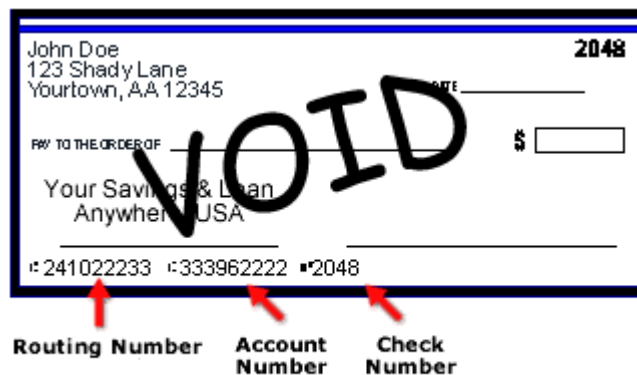 John Doe
2048
123 Shady Lane
Yourtown, AA 12345
DATE
PAY TO THE ORDER OF
$
VOID
Your Savings & Loan
Anywhere USA
⑆241022233 ⑆333962222 ⑈2048
Routing Number
Account Number
Check Number